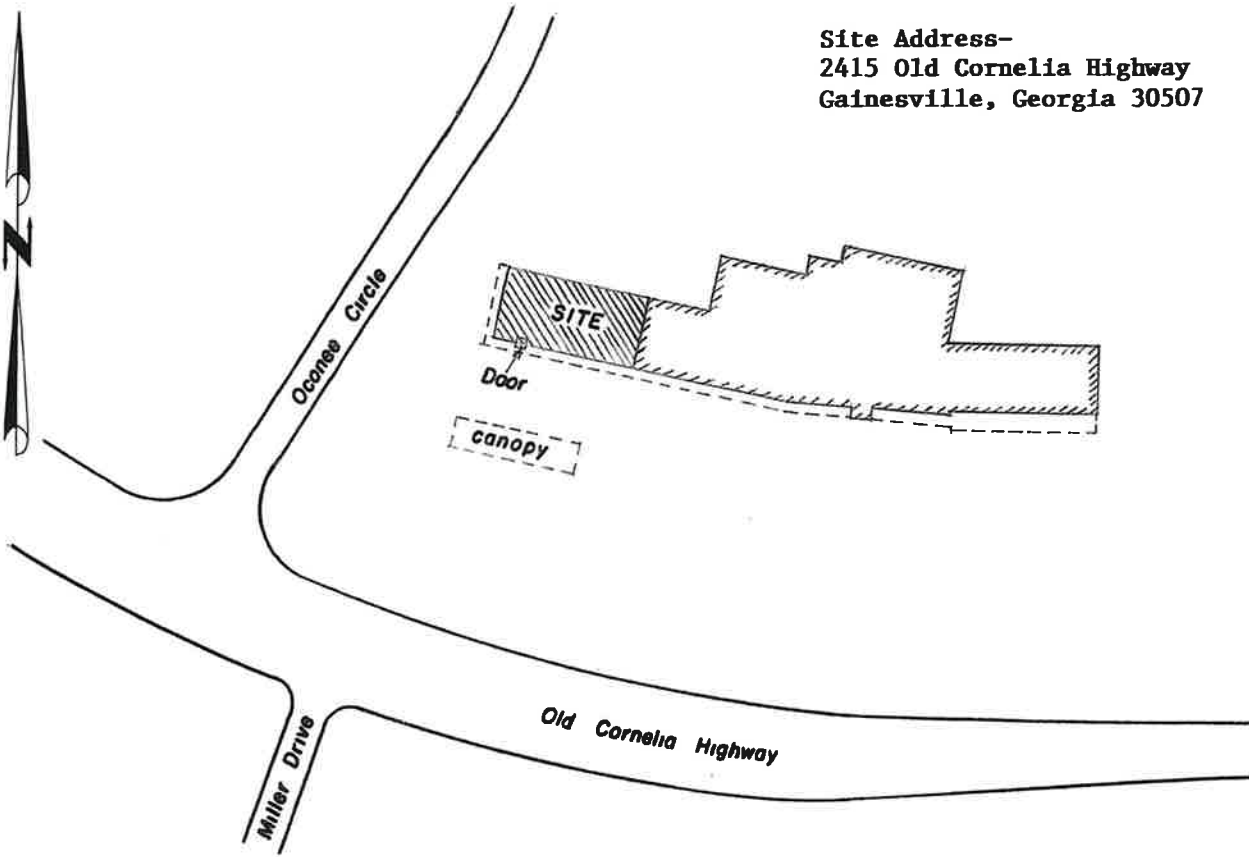 Site Address-
2415 Old Cornelia Highway
Gainesville, Georgia 30507
N
Oconee Circle
SITE
Door
canopy
Old Cornelia Highway
Miller Drive